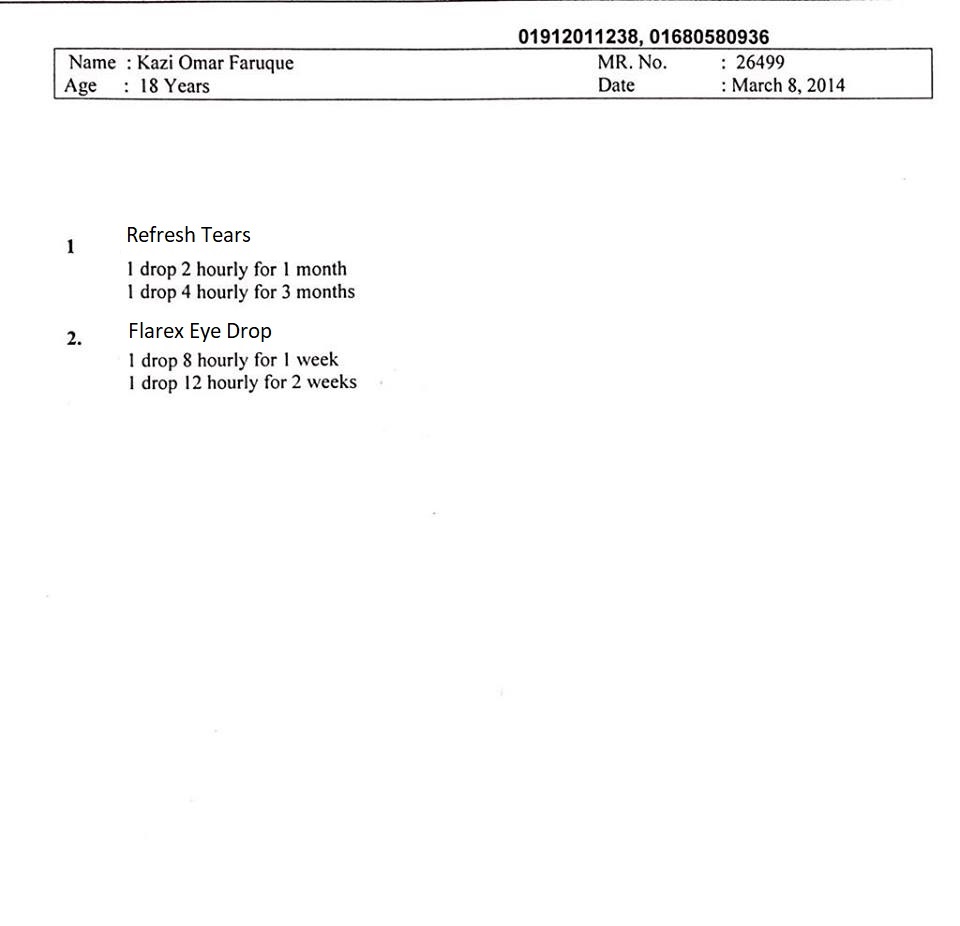 01912011238, 01680580936
Name : Kazi Omar Faruque MR. No. : 26499
Age : 18 Years Date : March 8, 2014
1 Refresh Tears
1 drop 2 hourly for 1 month
1 drop 4 hourly for 3 months
2. Flarex Eye Drop
1 drop 8 hourly for 1 week
1 drop 12 hourly for 2 weeks